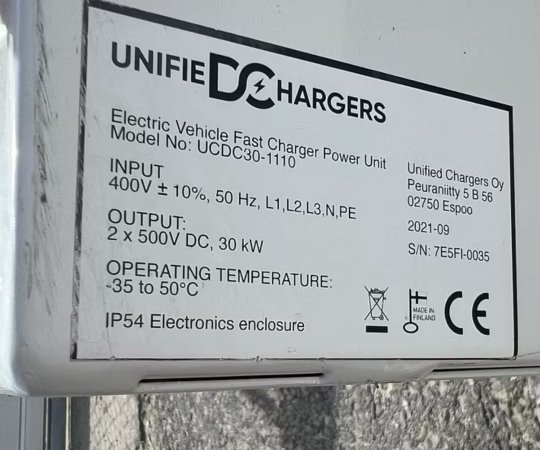 UNIFIEDCHARGERS
Electric Vehicle Fast Charger Power Unit
Model No: UCDC30-1110
INPUT
400V ± 10%, 50 Hz, L1,L2,L3,N,PE
OUTPUT:
2 x 500V DC, 30 kW
OPERATING TEMPERATURE:
-35 to 50°C
IP54 Electronics enclosure
Unified Chargers Oy
Peuraniitty 5 B 56
02750 Espoo
2021-09
S/N: 7E5FI-0035
MADE IN
FINLAND
CE